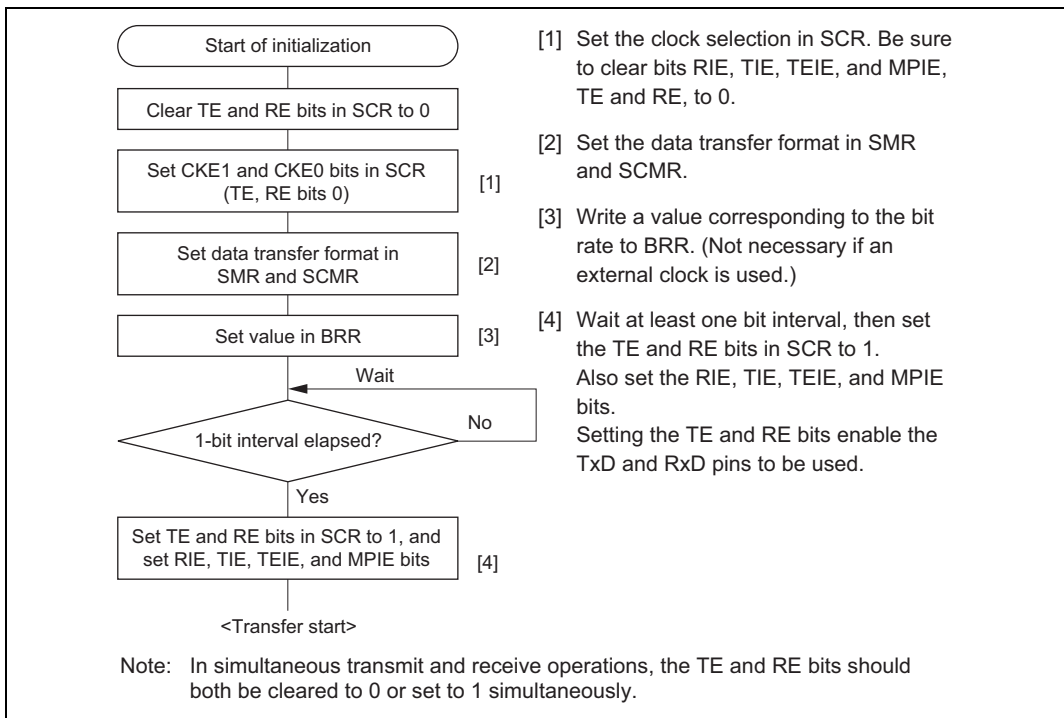 Start of initialization
Clear TE and RE bits in SCR to 0
Set CKE1 and CKE0 bits in SCR
(TE, RE bits 0)
[1]
Set data transfer format in
SMR and SCMR
[2]
Set value in BRR
[3]
Wait
1-bit interval elapsed?
No
Yes
Set TE and RE bits in SCR to 1, and
set RIE, TIE, TEIE, and MPIE bits
[4]
<Transfer start>
[1] Set the clock selection in SCR. Be sure
to clear bits RIE, TIE, TEIE, and MPIE,
TE and RE, to 0.
[2] Set the data transfer format in SMR
and SCMR.
[3] Write a value corresponding to the bit
rate to BRR. (Not necessary if an
external clock is used.)
[4] Wait at least one bit interval, then set
the TE and RE bits in SCR to 1.
Also set the RIE, TIE, TEIE, and MPIE
bits.
Setting the TE and RE bits enable the
TxD and RxD pins to be used.
Note: In simultaneous transmit and receive operations, the TE and RE bits should
both be cleared to 0 or set to 1 simultaneously.